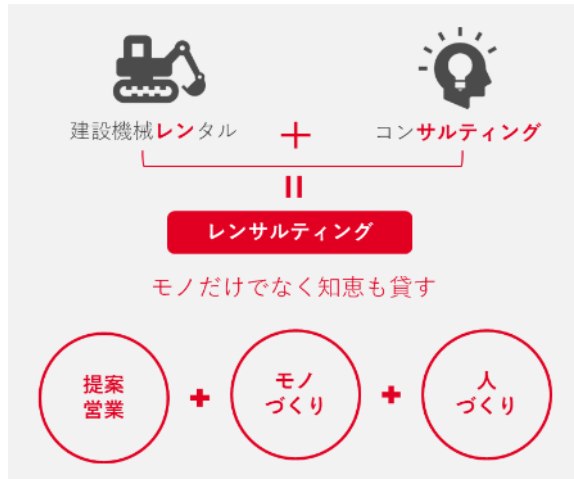 建設機械レンタル + コンサルティング
=
レンサルティング
モノだけでなく知恵も貸す
提案
営業
+
モノ
づくり
+
人
づくり